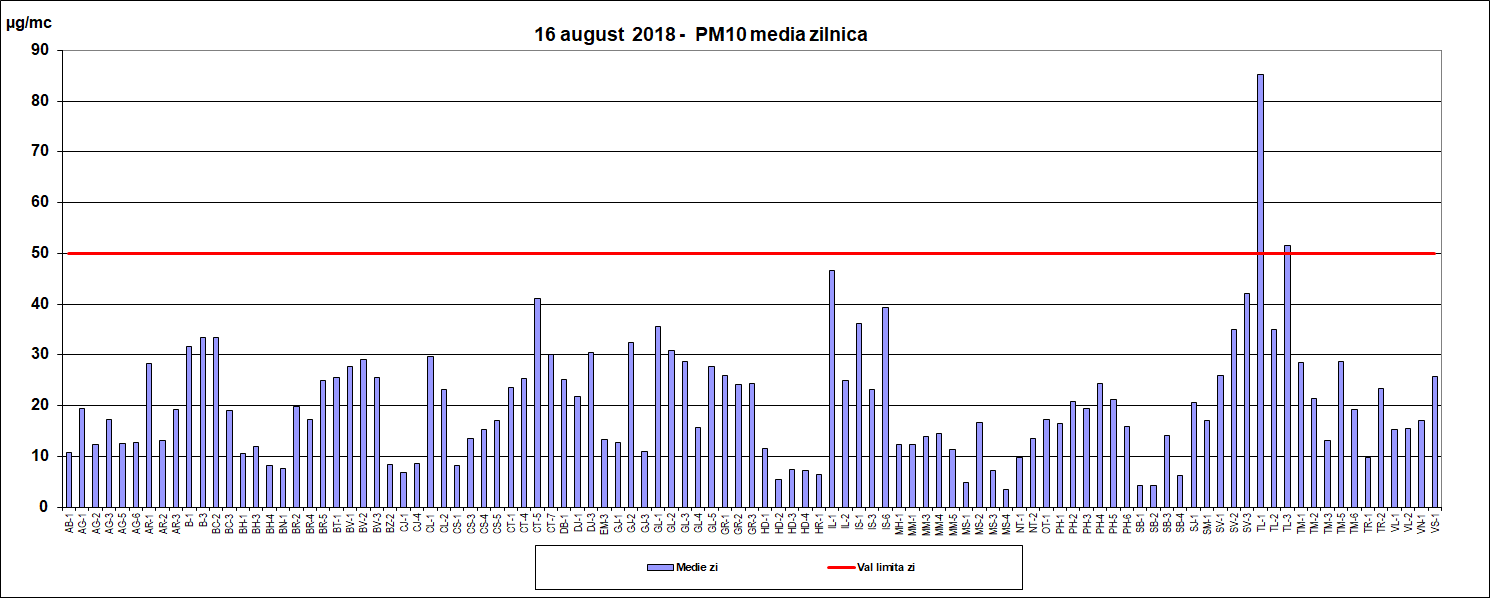 µg/mc
16 august 2018 - PM10 media zilnica
90
80
70
60
50
40
30
20
10
0
AB-1 AG-1 AG-2 AG-3 AG-5 AG-6 AR-1 AR-2 AR-3 B-1 B-3 BC-2 BC-3 BH-1 BH-3 BH-4 BN-1 BR-2 BR-4 BR-5 BT-1 BV-1 BV-2 BV-3 BZ-2 CJ-1 CJ-4 CL-1 CL-2 CS-1 CS-3 CS-4 CS-5 CT-1 CT-4 CT-5 CT-7 DB-1 DJ-1 DJ-3 EM-3 GJ-1 GJ-2 GJ-3 GL-1 GL-2 GL-3 GL-4 GL-5 GR-1 GR-2 GR-3 HD-1 HD-2 HD-3 HD-4 HR-1 IL-1 IL-2 IS-1 IS-3 IS-6 MH-1 MM-1 MM-3 MM-4 MM-5 MS-1 MS-2 MS-3 MS-4 NT-1 NT-2 OT-1 PH-1 PH-2 PH-3 PH-4 PH-5 PH-6 SB-1 SB-2 SB-3 SB-4 SJ-1 SM-1 SV-1 SV-2 SV-3 TL-1 TL-2 TL-3 TM-1 TM-2 TM-3 TM-5 TM-6 TR-1 TR-2 VL-1 VL-2 VN-1 VS-1
Medie zi Val limita zi